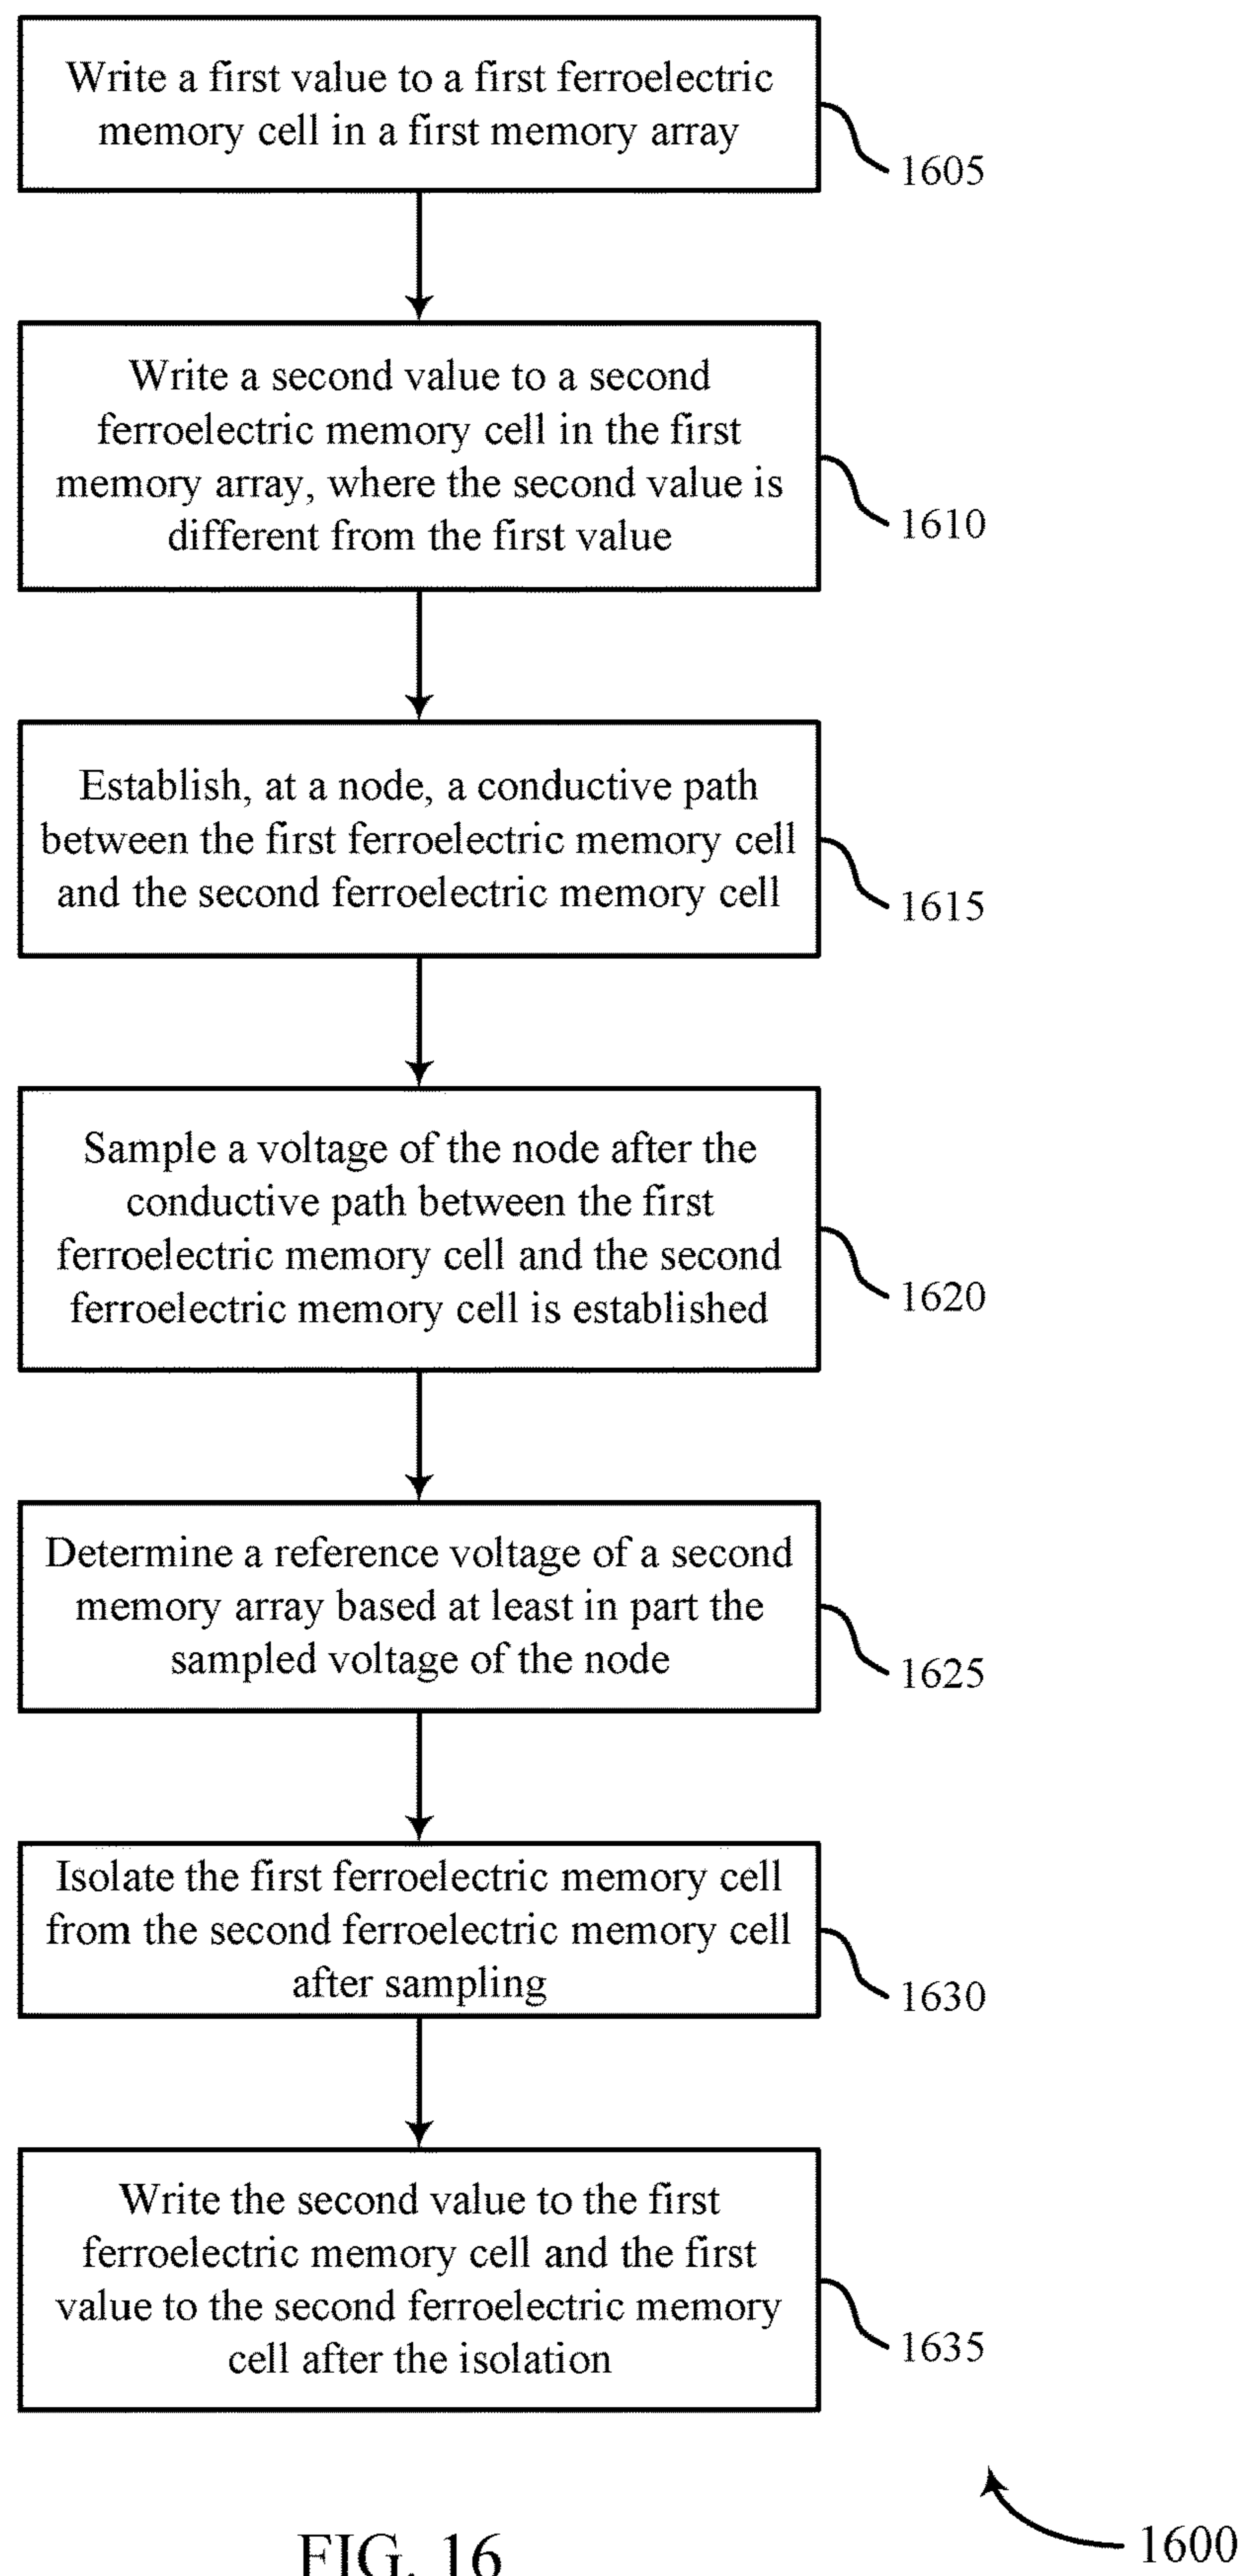 Write a first value to a first ferroelectric
memory cell in a first memory array
1605
Write a second value to a second
ferroelectric memory cell in the first
memory array, where the second value is
different from the first value
1610
Establish, at a node, a conductive path
between the first ferroelectric memory cell
and the second ferroelectric memory cell
1615
Sample a voltage of the node after the
conductive path between the first
ferroelectric memory cell and the second
ferroelectric memory cell is established
1620
Determine a reference voltage of a second
memory array based at least in part the
sampled voltage of the node
1625
Isolate the first ferroelectric memory cell
from the second ferroelectric memory cell
after sampling
1630
Write the second value to the first
ferroelectric memory cell and the first
value to the second ferroelectric memory
cell after the isolation
1635
1600
FIG. 16